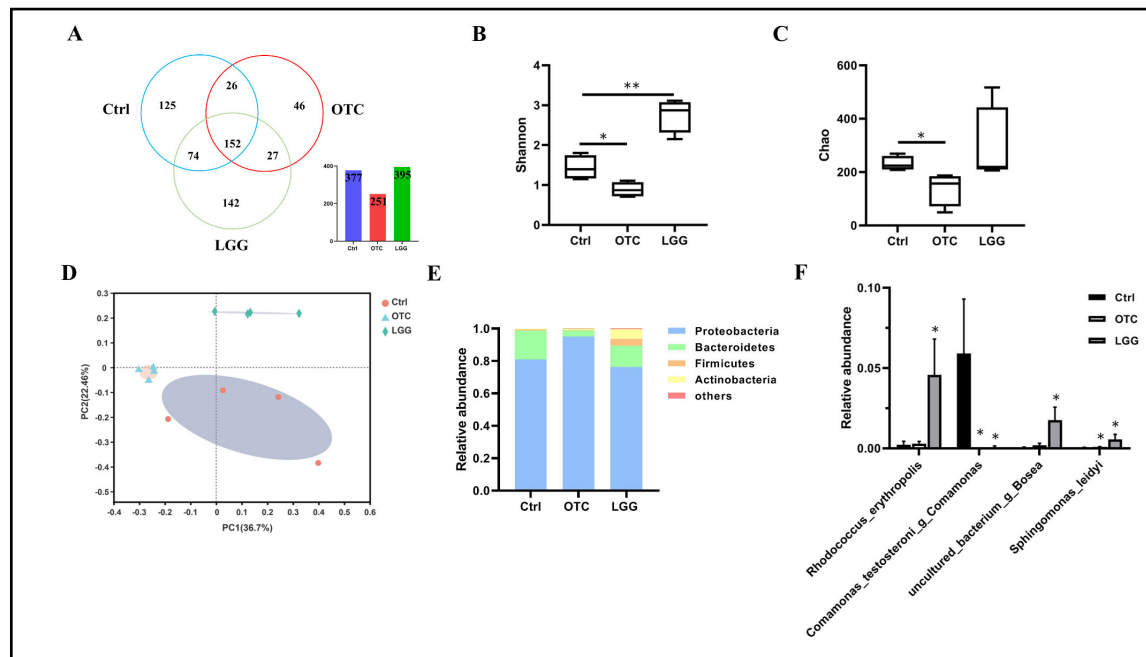 A
Ctrl
OTC
LGG
125
26
46
152
74
27
142
400
200
0
377
251
395
Ctrl
OTC
LGG
B
Shannon
4
3
2
1
0
**
*
Ctrl
OTC
LGG
C
Chao
600
400
200
0
*
Ctrl
OTC
LGG
D
PC2(22.46%)
0.3
0.2
0.1
0
-0.1
-0.2
-0.3
-0.4
-0.5
-0.4
-0.3
-0.2
-0.1
0
0.1
0.2
0.3
0.4
0.5
0.6
PC1(36.7%)
Ctrl
OTC
LGG
E
Relative abundance
1.0
0.8
0.6
0.4
0.2
0.0
Ctrl
OTC
LGG
Proteobacteria
Bacteroidetes
Firmicutes
Actinobacteria
others
F
Relative abundance
0.10
0.05
0.00
*
*
*
*
*
*
Ctrl
OTC
LGG
Rhodococcus_erythropolis
Comamonas_testosteroni_g_Comamonas
uncultured_bacterium_g_Bosea
Sphingomonas_leidyi